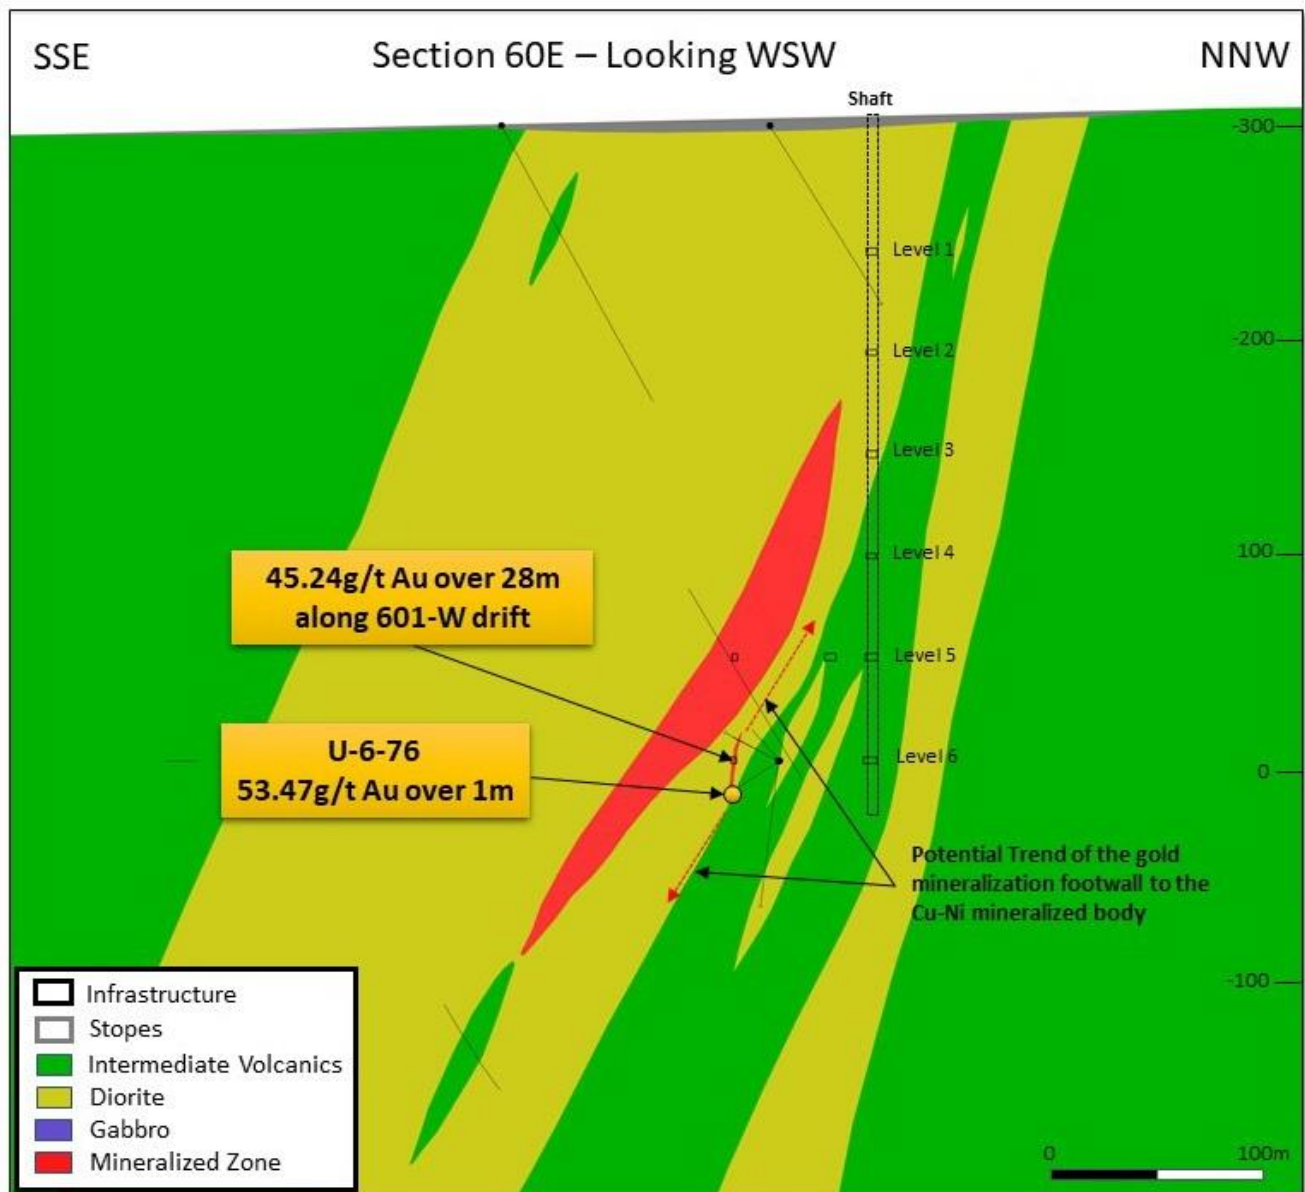 SSE
Section 60E – Looking WSW
NNW
Shaft
-300
Level 1
-200
Level 2
Level 3
100
Level 4
45.24g/t Au over 28m
along 601-W drift
Level 5
U-6-76
53.47g/t Au over 1m
Level 6
0
Potential Trend of the gold
mineralization footwall to the
Cu-Ni mineralized body
-100
Infrastructure
Stopes
Intermediate Volcanics
Diorite
Gabbro
Mineralized Zone
0 100m